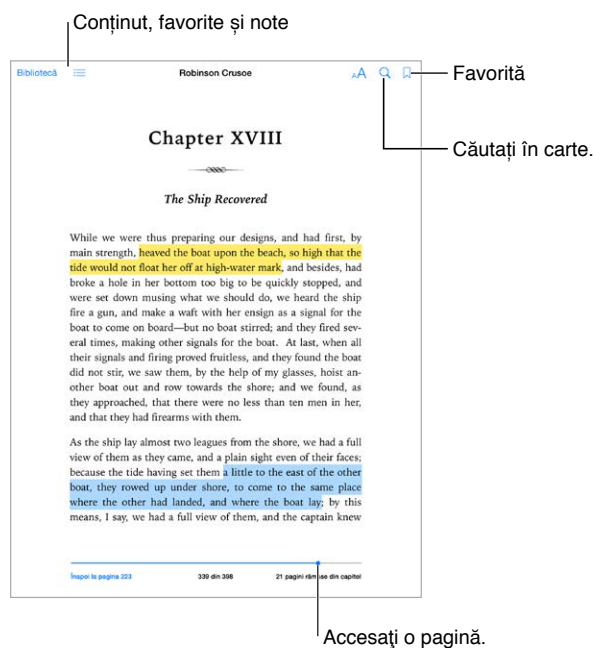 Conținut, favorite și note
Bibliotecă
Robinson Crusoe
AA
Favorită
Căutați în carte.
Chapter XVIII
The Ship Recovered
While we were thus preparing our designs, and had first, by
main strength, heaved the boat upon the beach, so high that the
tide would not float her off at high-water mark, and besides, had
broke a hole in her bottom too big to be quickly stopped, and
were set down musing what we should do, we heard the ship
fire a gun, and make a waft with her ensign as a signal for the
boat to come on board—but no boat stirred; and they fired sev-
eral times, making other signals for the boat. At last, when all
their signals and firing proved fruitless, and they found the boat
did not stir, we saw them, by the help of my glasses, hoist an-
other boat out and row towards the shore; and we found, as
they approached, that there were no less than ten men in her,
and that they had firearms with them.
As the ship lay almost two leagues from the shore, we had a full
view of them as they came, and a plain sight even of their faces;
because the tide having set them a little to the east of the other
boat, they rowed up under shore, to come to the same place
where the other had landed, and where the boat lay; by this
means, I say, we had a full view of them, and the captain knew
Înapoi la pagina 223
339 din 398
21 pagini rămase din capitol
Accesaţi o pagină.